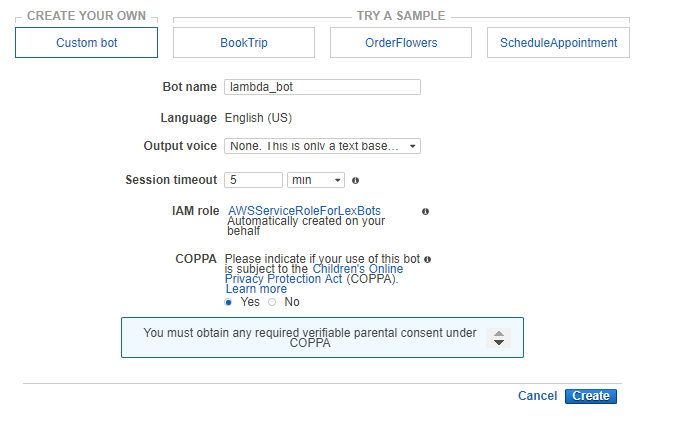 CREATE YOUR OWN
TRY A SAMPLE
Custom bot
BookTrip
OrderFlowers
ScheduleAppointment
Bot name lambda_bot
Language English (US)
Output voice None. This is only a text base...
Session timeout 5 min
IAM role AWSServiceRoleForLexBots
Automatically created on your
behalf
COPPA Please indicate if your use of this bot
is subject to the Children's Online
Privacy Protection Act (COPPA).
Learn more
Yes No
You must obtain any required verifiable parental consent under
COPPA
Cancel Create